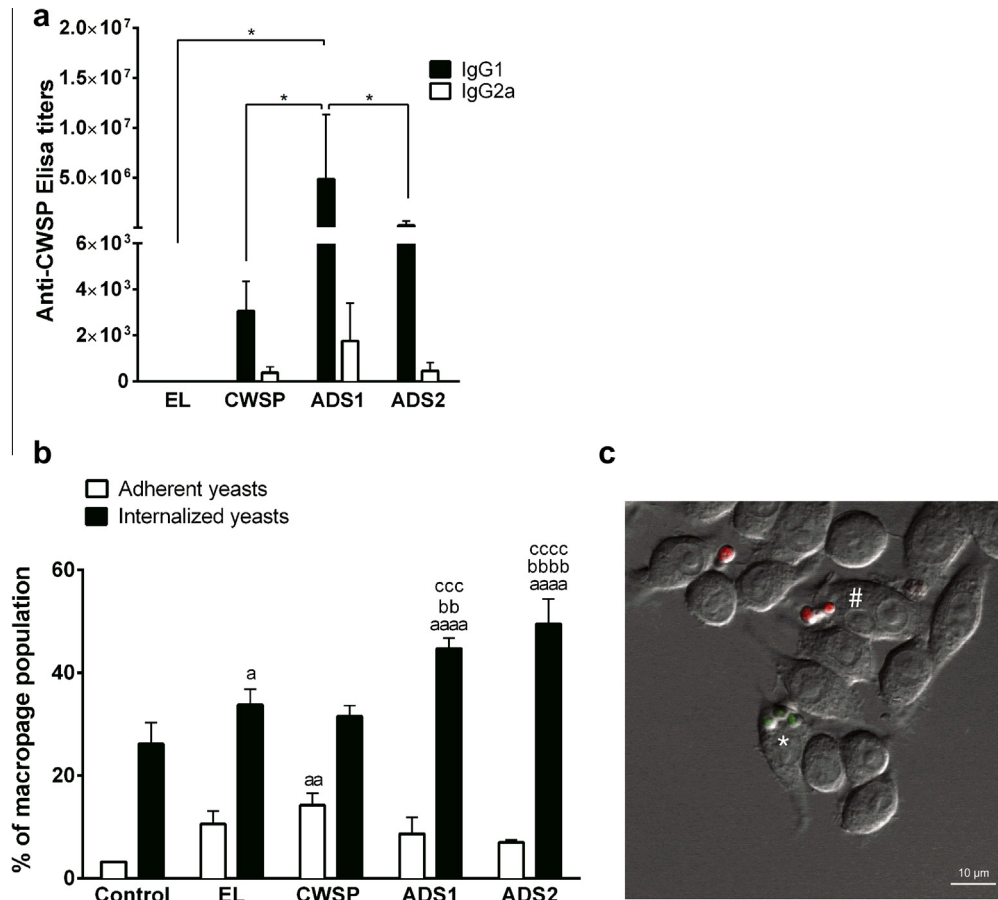 a
2.0×10⁷
1.5×10⁷
1.0×10⁷
5.0×10⁶
6×10³
4×10³
2×10³
0
Anti-CWSP Elisa titers
*
* *
IgG1
IgG2a
EL CWSP ADS1 ADS2
b
Adherent yeasts
Internalized yeasts
% of macropage population
60
40
20
0
a
aa
ccc
bb
aaaa
cccc
bbbb
aaaa
Control EL CWSP ADS1 ADS2
c
#
*
10 µm